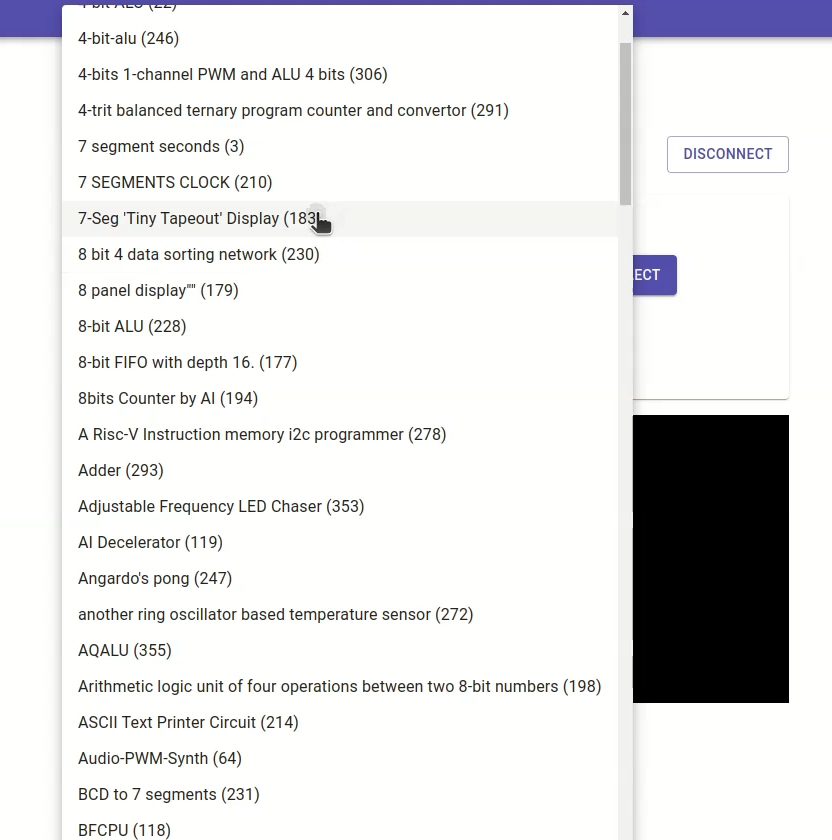 4-bit ALU (22)
4-bit-alu (246)
4-bits 1-channel PWM and ALU 4 bits (306)
4-trit balanced ternary program counter and convertor (291)
7 segment seconds (3)
7 SEGMENTS CLOCK (210)
7-Seg 'Tiny Tapeout' Display (183
8 bit 4 data sorting network (230)
8 panel display"" (179)
8-bit ALU (228)
8-bit FIFO with depth 16. (177)
8bits Counter by AI (194)
A Risc-V Instruction memory i2c programmer (278)
Adder (293)
Adjustable Frequency LED Chaser (353)
AI Decelerator (119)
Angardo's pong (247)
another ring oscillator based temperature sensor (272)
AQALU (355)
Arithmetic logic unit of four operations between two 8-bit numbers (198)
ASCII Text Printer Circuit (214)
Audio-PWM-Synth (64)
BCD to 7 segments (231)
BFCPU (118)
DISCONNECT
ECT